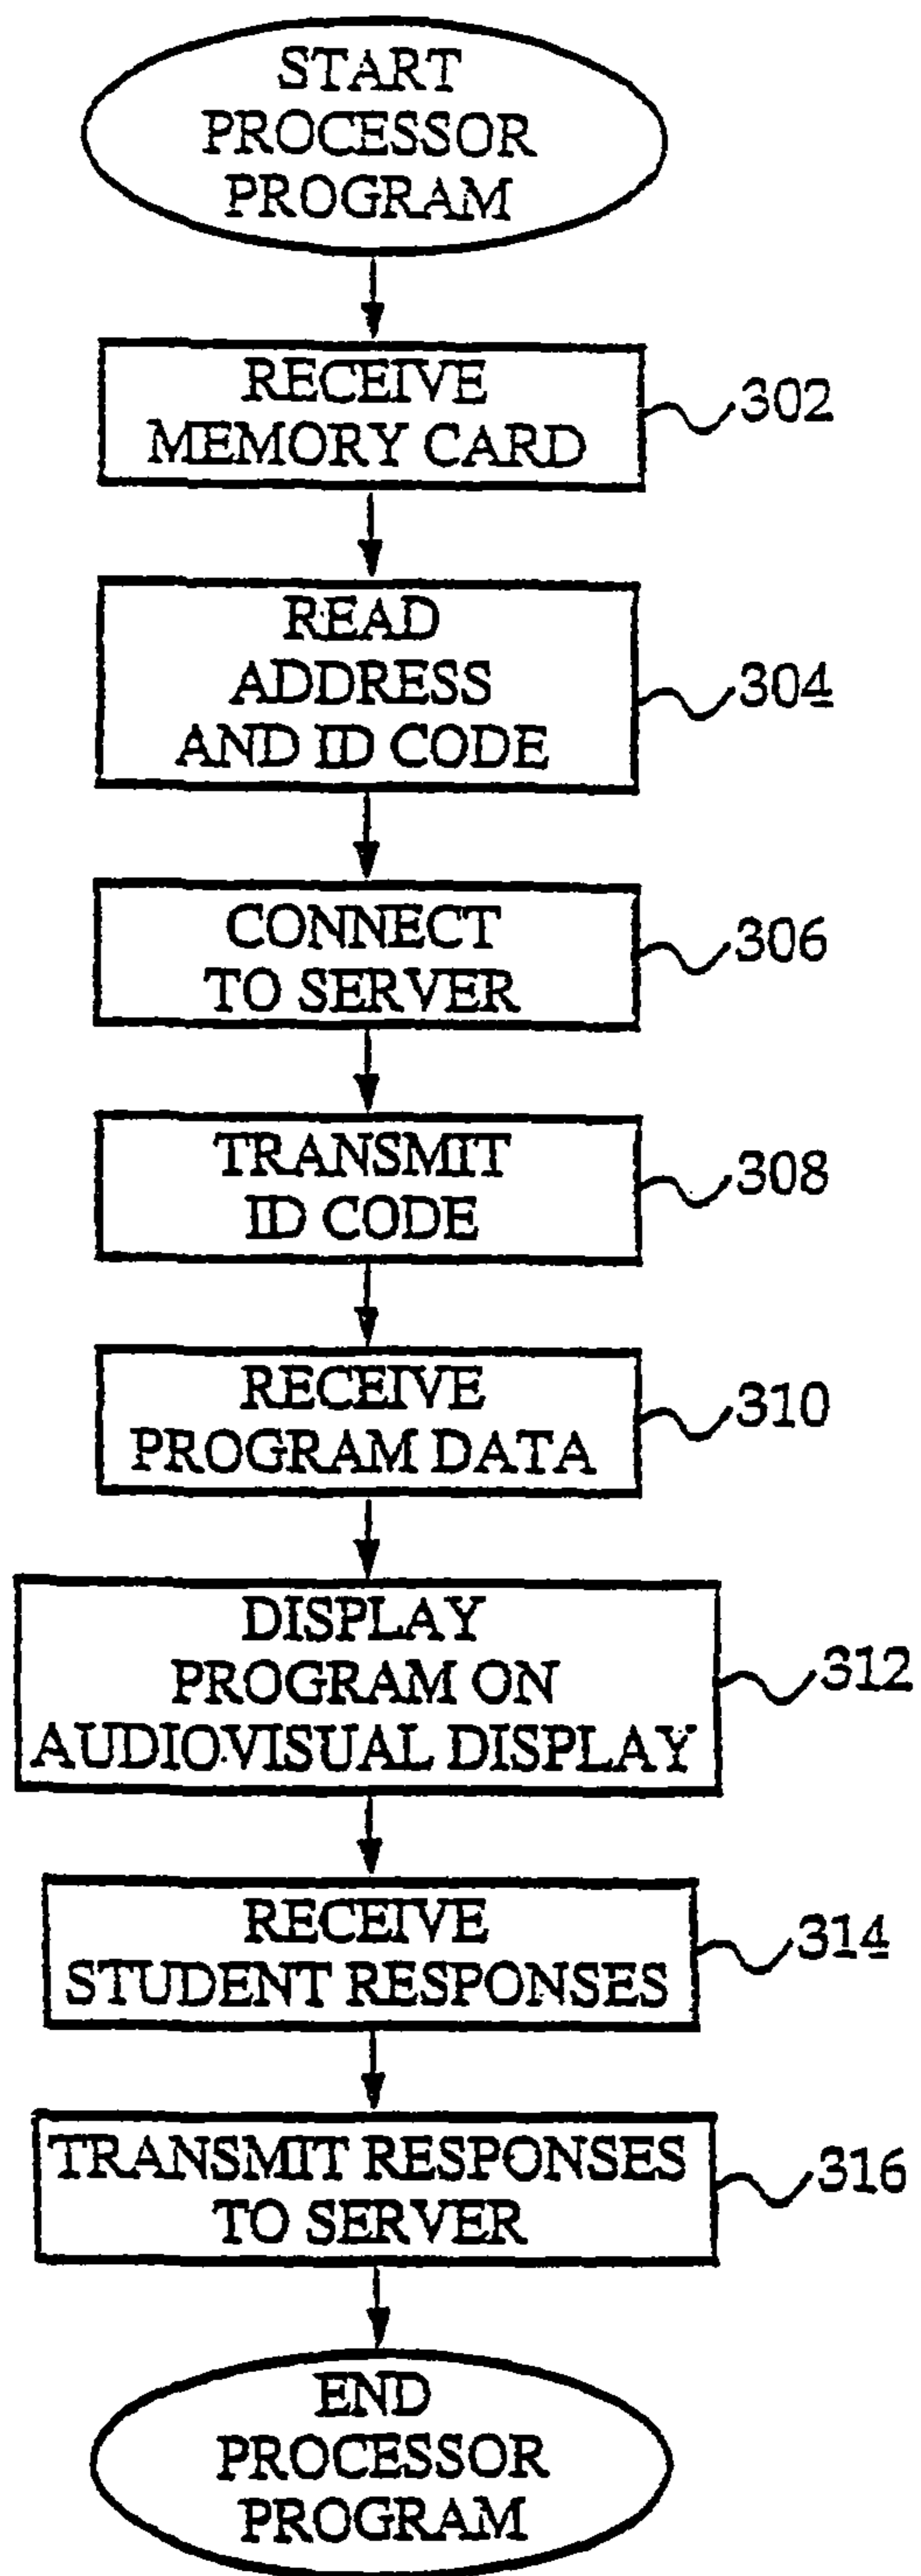 START
PROCESSOR
PROGRAM
RECEIVE
MEMORY CARD
302
READ
ADDRESS
AND ID CODE
304
CONNECT
TO SERVER
306
TRANSMIT
ID CODE
308
RECEIVE
PROGRAM DATA
310
DISPLAY
PROGRAM ON
AUDIOVISUAL DISPLAY
312
RECEIVE
STUDENT RESPONSES
314
TRANSMIT RESPONSES
TO SERVER
316
END
PROCESSOR
PROGRAM